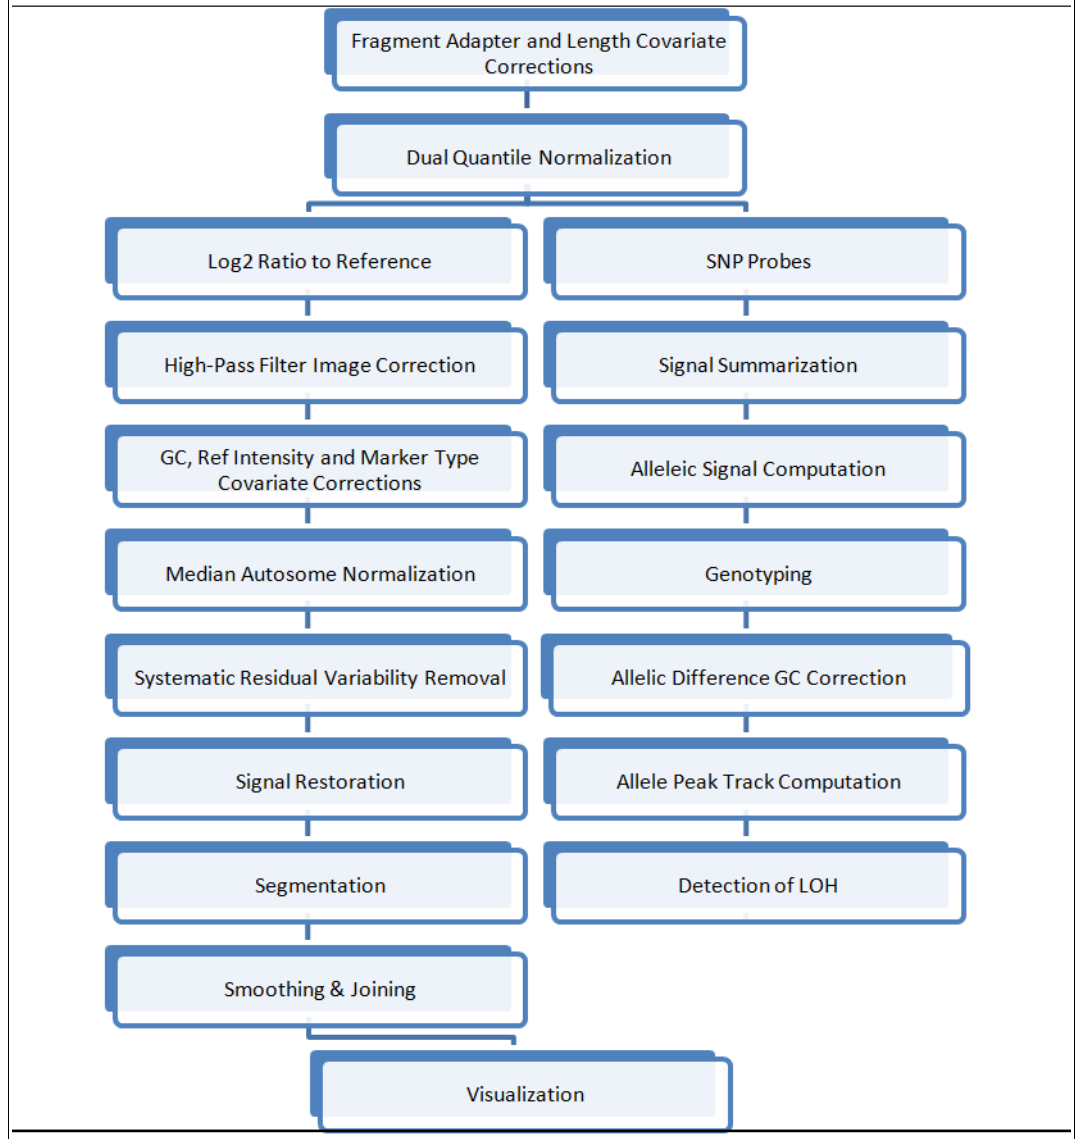 Fragment Adapter and Length Covariate
Corrections
Dual Quantile Normalization
Log2 Ratio to Reference
High-Pass Filter Image Correction
GC, Ref Intensity and Marker Type
Covariate Corrections
Median Autosome Normalization
Systematic Residual Variability Removal
Signal Restoration
Segmentation
Smoothing & Joining
SNP Probes
Signal Summarization
Alleleic Signal Computation
Genotyping
Allelic Difference GC Correction
Allele Peak Track Computation
Detection of LOH
Visualization